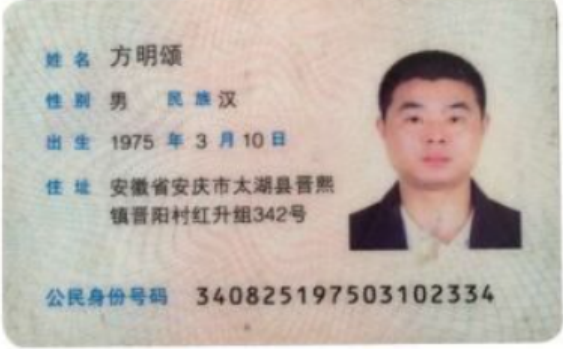 姓名 方明颂
性别 男 民族 汉
出生 1975 年 3 月 10 日
住址 安徽省安庆市太湖县晋熙
镇晋阳村红升组342号
公民身份号码 340825197503102334